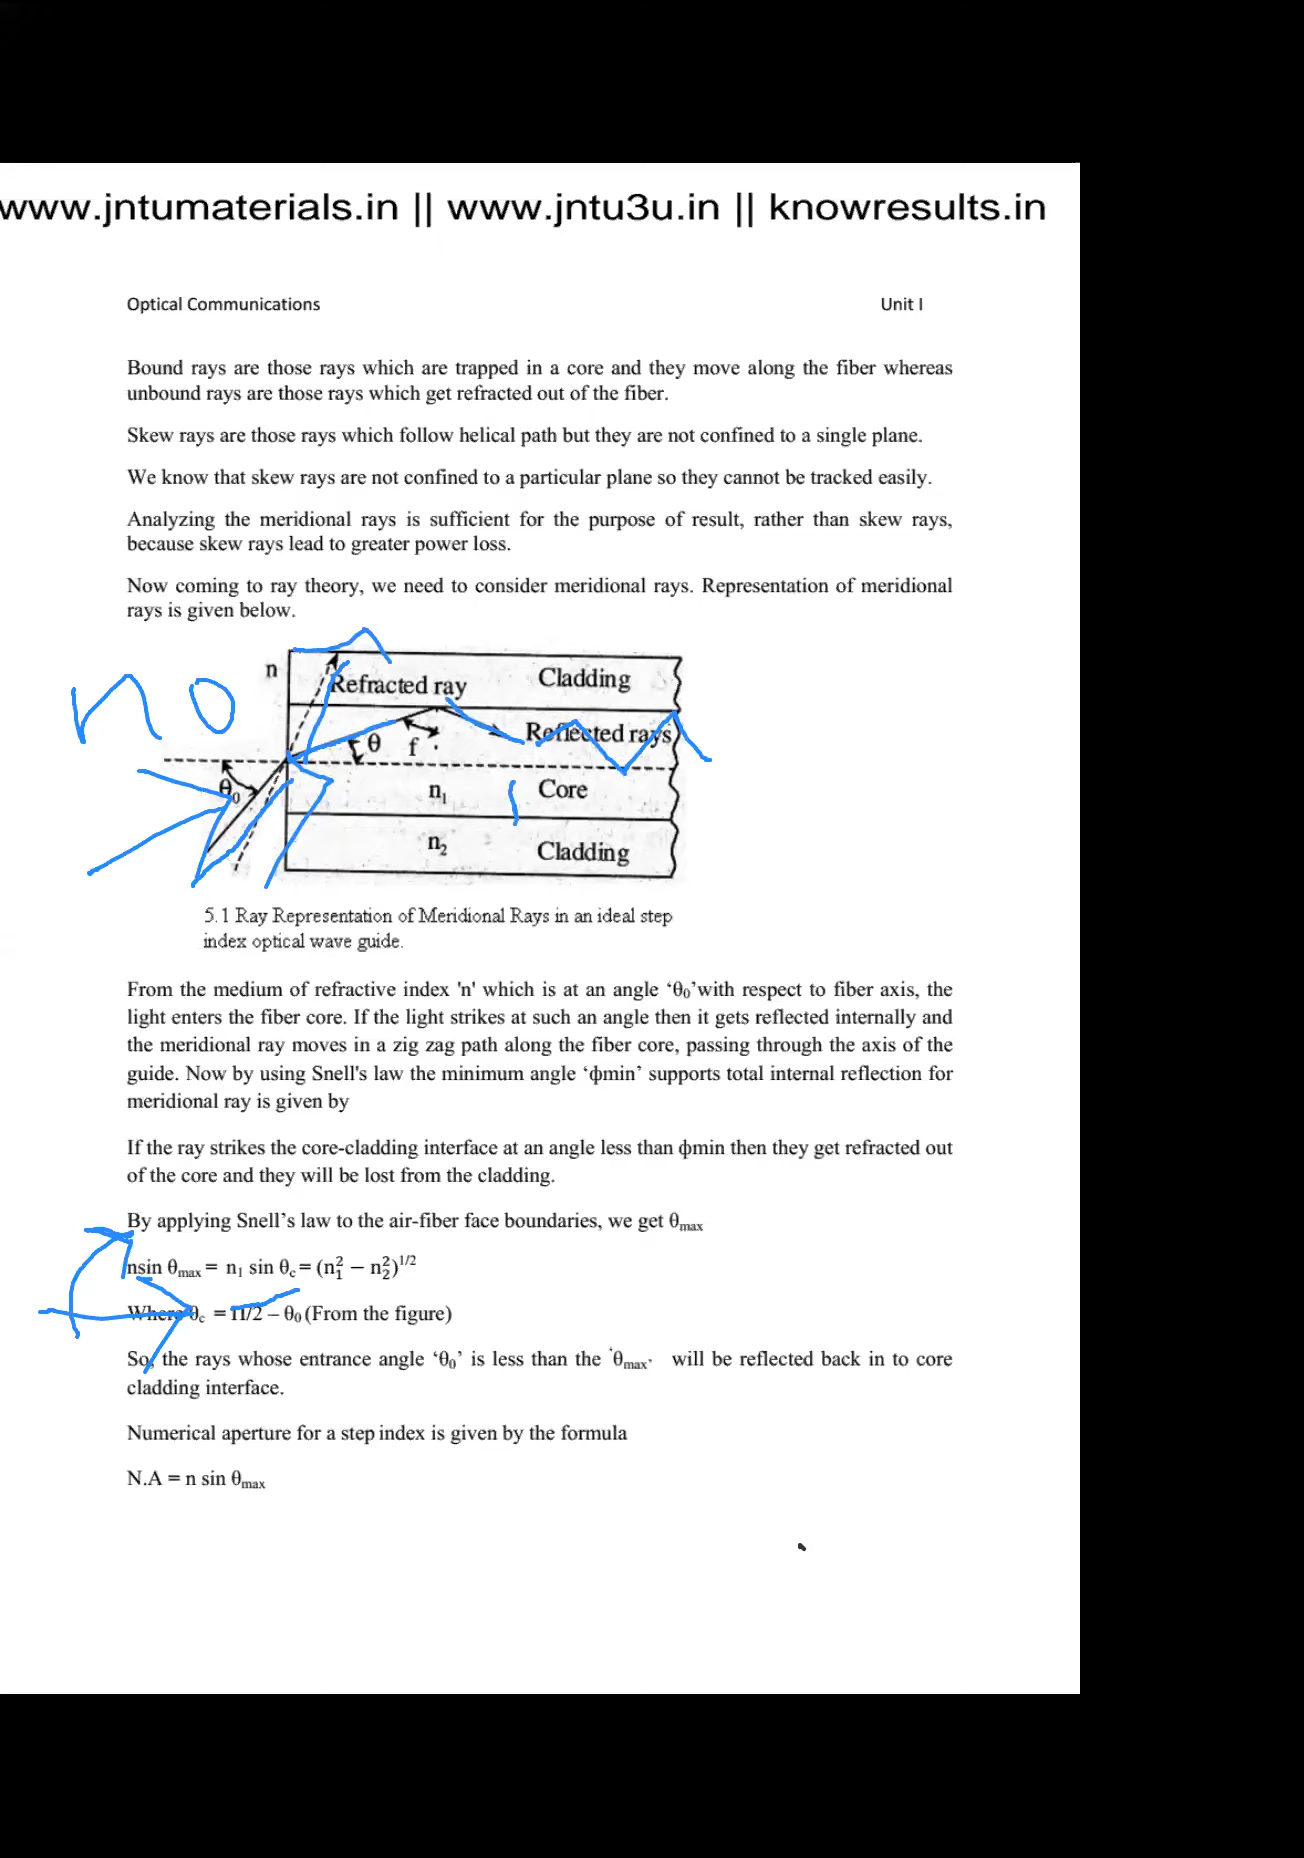 www.jntumaterials.in || www.jntu3u.in || knowresults.in
Optical Communications Unit I
Bound rays are those rays which are trapped in a core and they move along the fiber whereas
unbound rays are those rays which get refracted out of the fiber.
Skew rays are those rays which follow helical path but they are not confined to a single plane.
We know that skew rays are not confined to a particular plane so they cannot be tracked easily.
Analyzing the meridional rays is sufficient for the purpose of result, rather than skew rays,
because skew rays lead to greater power loss.
Now coming to ray theory, we need to consider meridional rays. Representation of meridional
rays is given below.
n0
n
Refracted ray
Cladding
Reflected rays
θ
f
θ₀
n₁
Core
n₂
Cladding
5.1 Ray Representation of Meridional Rays in an ideal step
index optical wave guide.
From the medium of refractive index 'n' which is at an angle ‘θ₀’with respect to fiber axis, the
light enters the fiber core. If the light strikes at such an angle then it gets reflected internally and
the meridional ray moves in a zig zag path along the fiber core, passing through the axis of the
guide. Now by using Snell's law the minimum angle ‘ϕmin’ supports total internal reflection for
meridional ray is given by
If the ray strikes the core-cladding interface at an angle less than ϕmin then they get refracted out
of the core and they will be lost from the cladding.
By applying Snell’s law to the air-fiber face boundaries, we get θmax
nsin θmax = n₁ sin θc = (n₁² − n₂²)^1/2
Where θc = Π/2 – θ₀ (From the figure)
So, the rays whose entrance angle ‘θ₀’ is less than the ‘θmax’ will be reflected back in to core
cladding interface.
Numerical aperture for a step index is given by the formula
N.A = n sin θmax